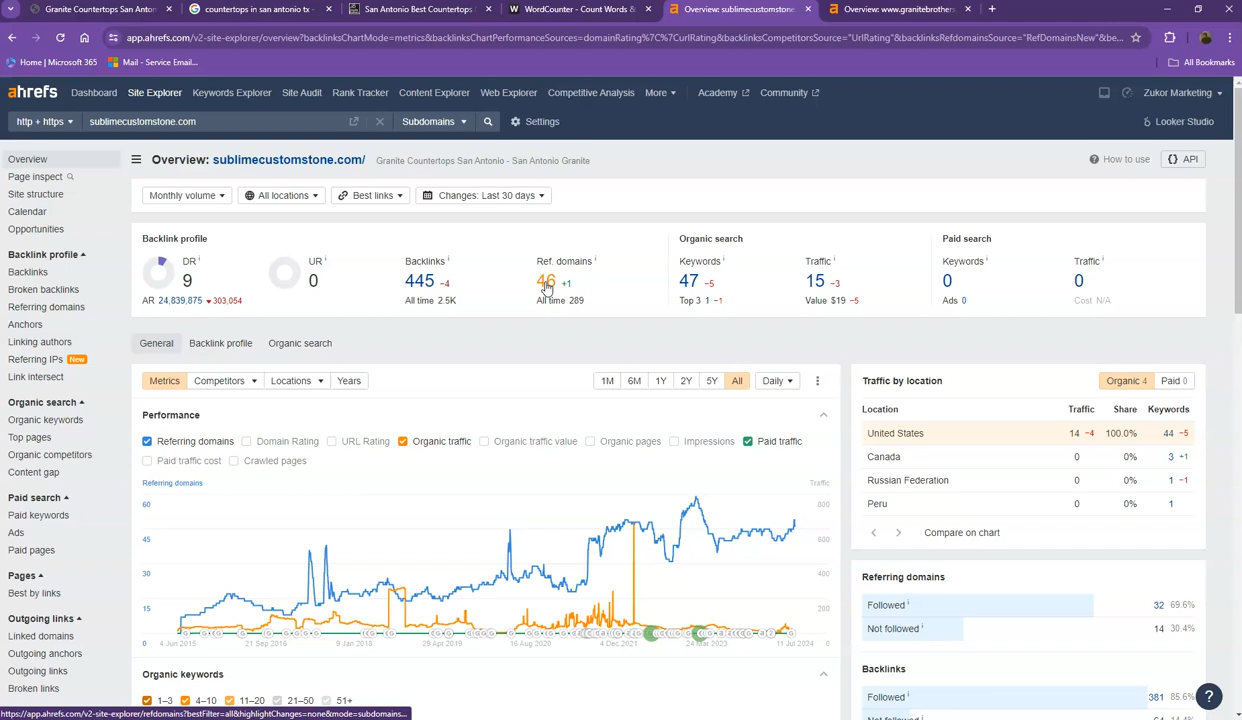 Granite Countertops San Anton
countertops in san antonio tx -
San Antonio Best Countertops
WordCounter - Count Words &
Overview: sublimecustomstone.c
Overview: www.granitebrothers.
app.ahrefs.com/v2-site-explorer/overview?backlinksChartMode=metrics&backlinksChartPerformanceSources=domainRating%7C%7CurlRating&backlinksCompetitorsSource="UrlRating"&backlinksRefdomainsSource="RefDomainsNew"&be...
Home | Microsoft 365
Mail - Service Email...
All Bookmarks
ahrefs
Dashboard
Site Explorer
Keywords Explorer
Site Audit
Rank Tracker
Content Explorer
Web Explorer
Competitive Analysis
More
Academy
Community
Zukor Marketing
http + https
sublimecustomstone.com
Subdomains
Settings
Looker Studio
Overview
Page inspect
Site structure
Calendar
Opportunities
Backlink profile
Backlinks
Broken backlinks
Referring domains
Anchors
Linking authors
Referring IPs New
Link intersect
Organic search
Organic keywords
Top pages
Organic competitors
Content gap
Paid search
Paid keywords
Ads
Paid pages
Pages
Best by links
Outgoing links
Linked domains
Outgoing anchors
Outgoing links
Broken links
Overview: sublimecustomstone.com/
Granite Countertops San Antonio - San Antonio Granite
How to use
API
Monthly volume
All locations
Best links
Changes: Last 30 days
Backlink profile
DR
9
AR 24,839,875 303,054
UR
0
Backlinks
445 -4
All time 2.5K
Ref. domains
46 +1
All time 289
Organic search
Keywords
47 -5
Top 3 1 -1
Traffic
15 -3
Value $19 -5
Paid search
Keywords
0
Ads 0
Traffic
0
Cost N/A
General
Backlink profile
Organic search
Metrics
Competitors
Locations
Years
1M
6M
1Y
2Y
5Y
All
Daily
Performance
Referring domains
Domain Rating
URL Rating
Organic traffic
Organic traffic value
Organic pages
Impressions
Paid traffic
Paid traffic cost
Crawled pages
Referring domains
Traffic
60
800
45
600
30
400
15
200
0
0
4 Jun 2015
21 Sep 2016
9 Jan 2018
29 Apr 2019
16 Aug 2020
4 Dec 2021
24 Mar 2023
11 Jul 2024
Organic keywords
1–3
4–10
11–20
21–50
51+
Traffic by location
Organic 4
Paid 0
Location
Traffic
Share
Keywords
United States 14 -4 100.0% 44 -5
Canada 0 0% 3 +1
Russian Federation 0 0% 1 -1
Peru 0 0% 1
Compare on chart
Referring domains
Followed 32 69.6%
Not followed 14 30.4%
Backlinks
Followed 381 85.6%
https://app.ahrefs.com/v2-site-explorer/refdomains?bestFilter=all&highlightChanges=none&mode=subdomains...